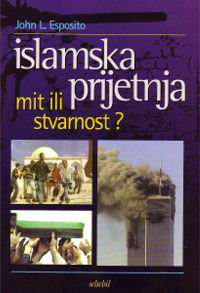 John L. Esposito
islamska
prijetnja
mit ili
stvarnost?
selsebil